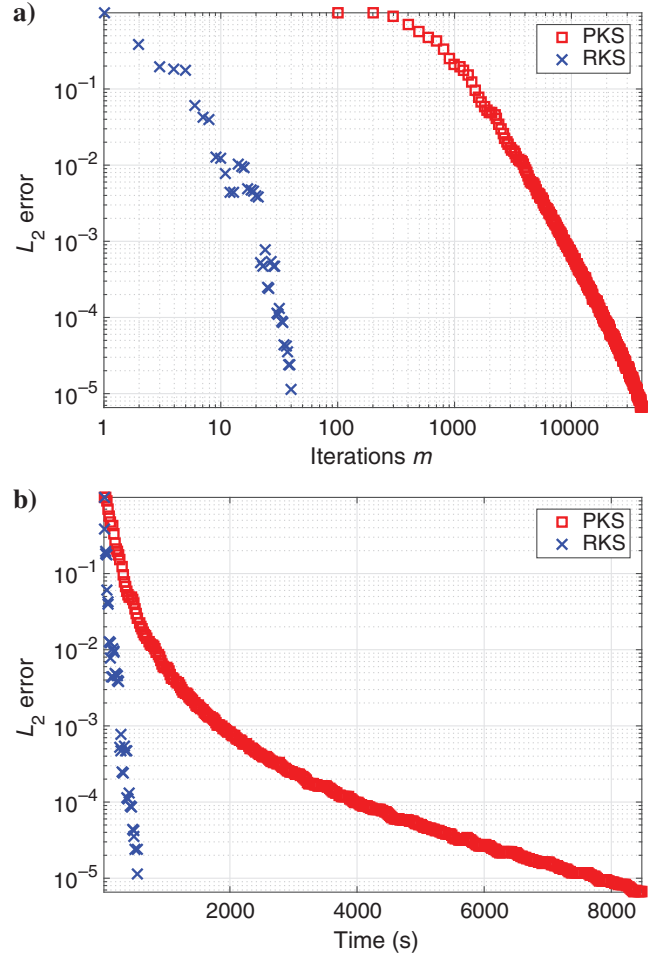 a)
PKS
RKS
10⁻¹
10⁻²
10⁻³
10⁻⁴
10⁻⁵
L₂ error
1 10 100 1000 10000
Iterations m
b)
PKS
RKS
10⁻¹
10⁻²
10⁻³
10⁻⁴
10⁻⁵
L₂ error
2000 4000 6000 8000
Time (s)